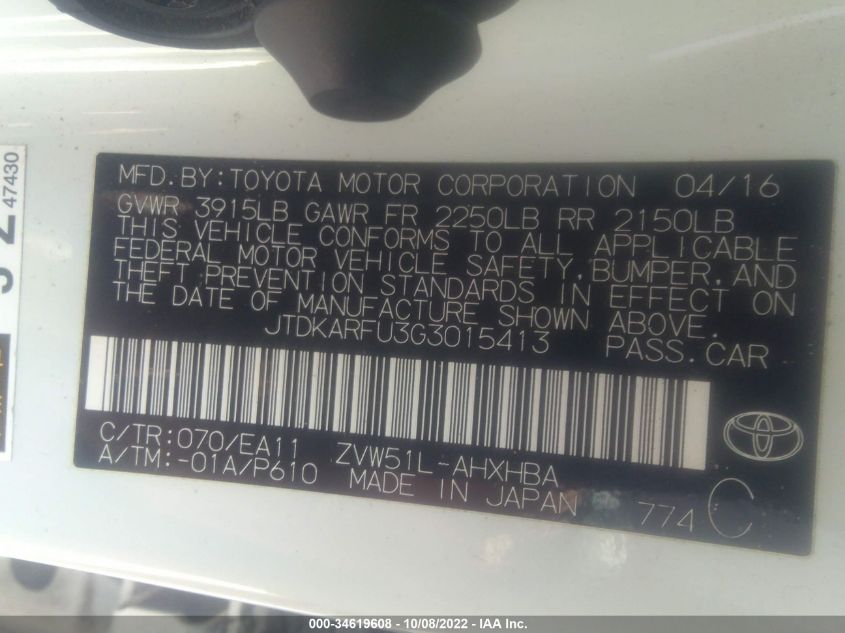 MFD.BY:TOYOTA MOTOR CORPORATION 04/16
GVWR 3915LB GAWR FR 2250LB RR 2150LB
THIS VEHICLE CONFORMS TO ALL APPLICABLE
FEDERAL MOTOR VEHICLE SAFETY,BUMPER,AND
THEFT PREVENTION STANDARDS IN EFFECT ON
THE DATE OF MANUFACTURE SHOWN ABOVE.
JTDKARFU3G3015413 PASS.CAR
C/TR:070/EA11 ZVW51L-AHXHBA
A/TM:-01A/P610 MADE IN JAPAN 774 C
47430
000-34619608 - 10/08/2022 - IAA Inc.